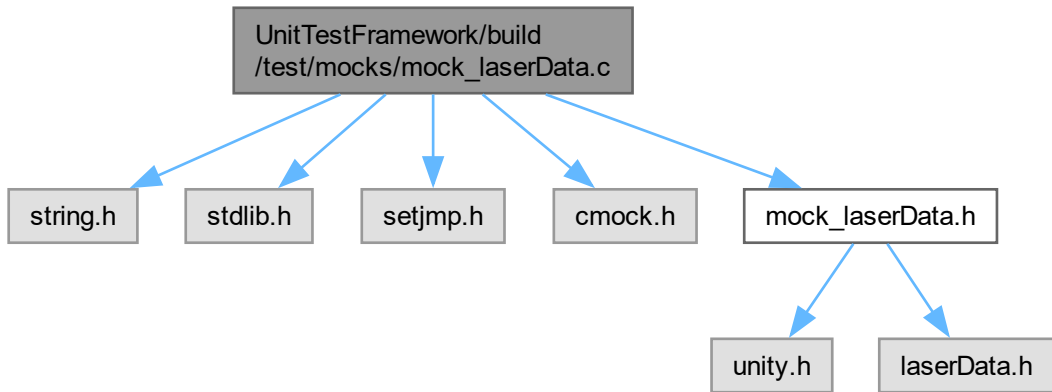 UnitTestFramework/build
/test/mocks/mock_laserData.c
string.h
stdlib.h
setjmp.h
cmock.h
mock_laserData.h
unity.h
laserData.h